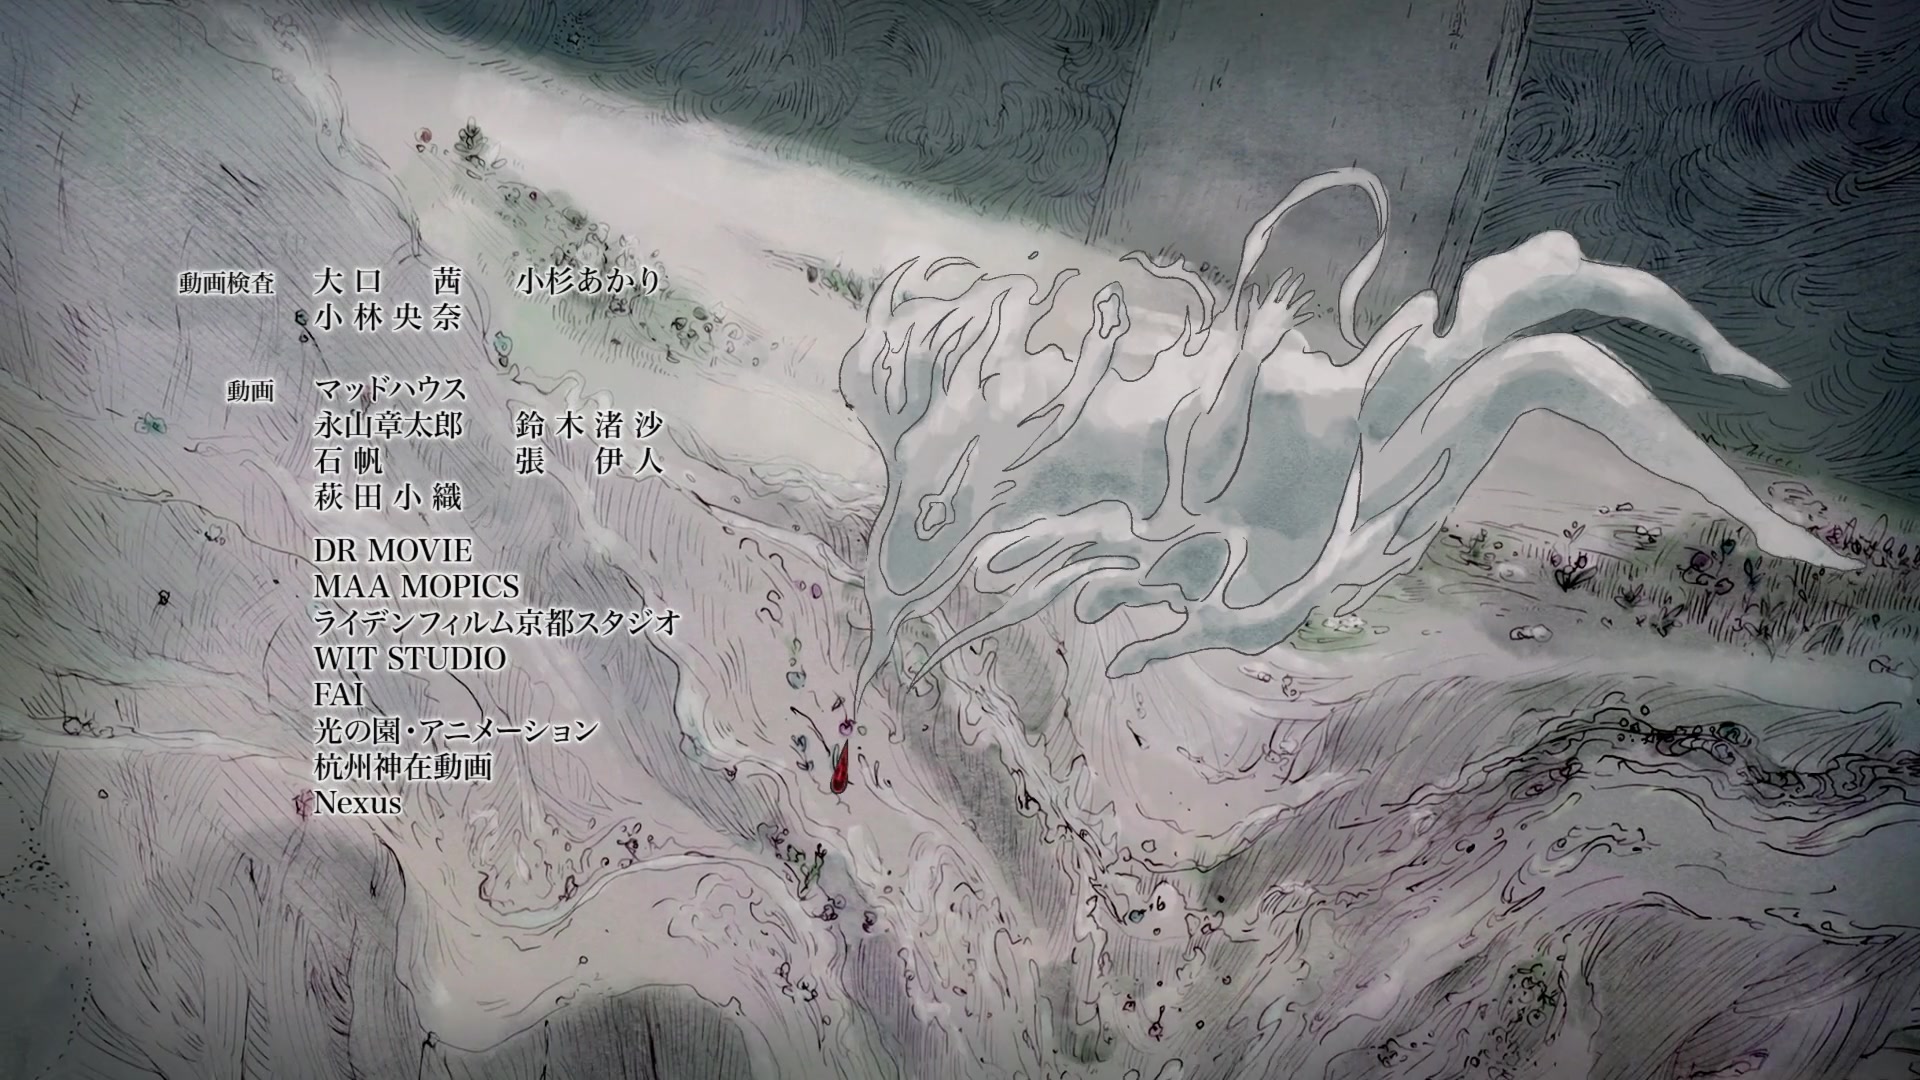 動画検査 大口 茜 小杉あかり
小林央奈
動画 マッドハウス
永山章太郎 鈴木渚沙
石帆 張 伊人
萩田小織
DR MOVIE
MAA MOPICS
ライデンフィルム京都スタジオ
WIT STUDIO
FAI
光の園・アニメーション
杭州神在動画
Nexus